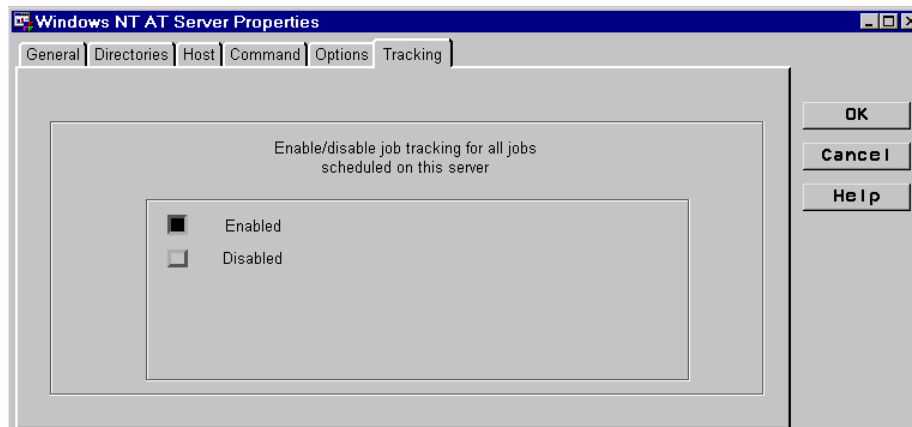 Windows NT AT Server Properties
General Directories Host Command Options Tracking
Enable/disable job tracking for all jobs
scheduled on this server
Enabled
Disabled
OK
Cancel
Help